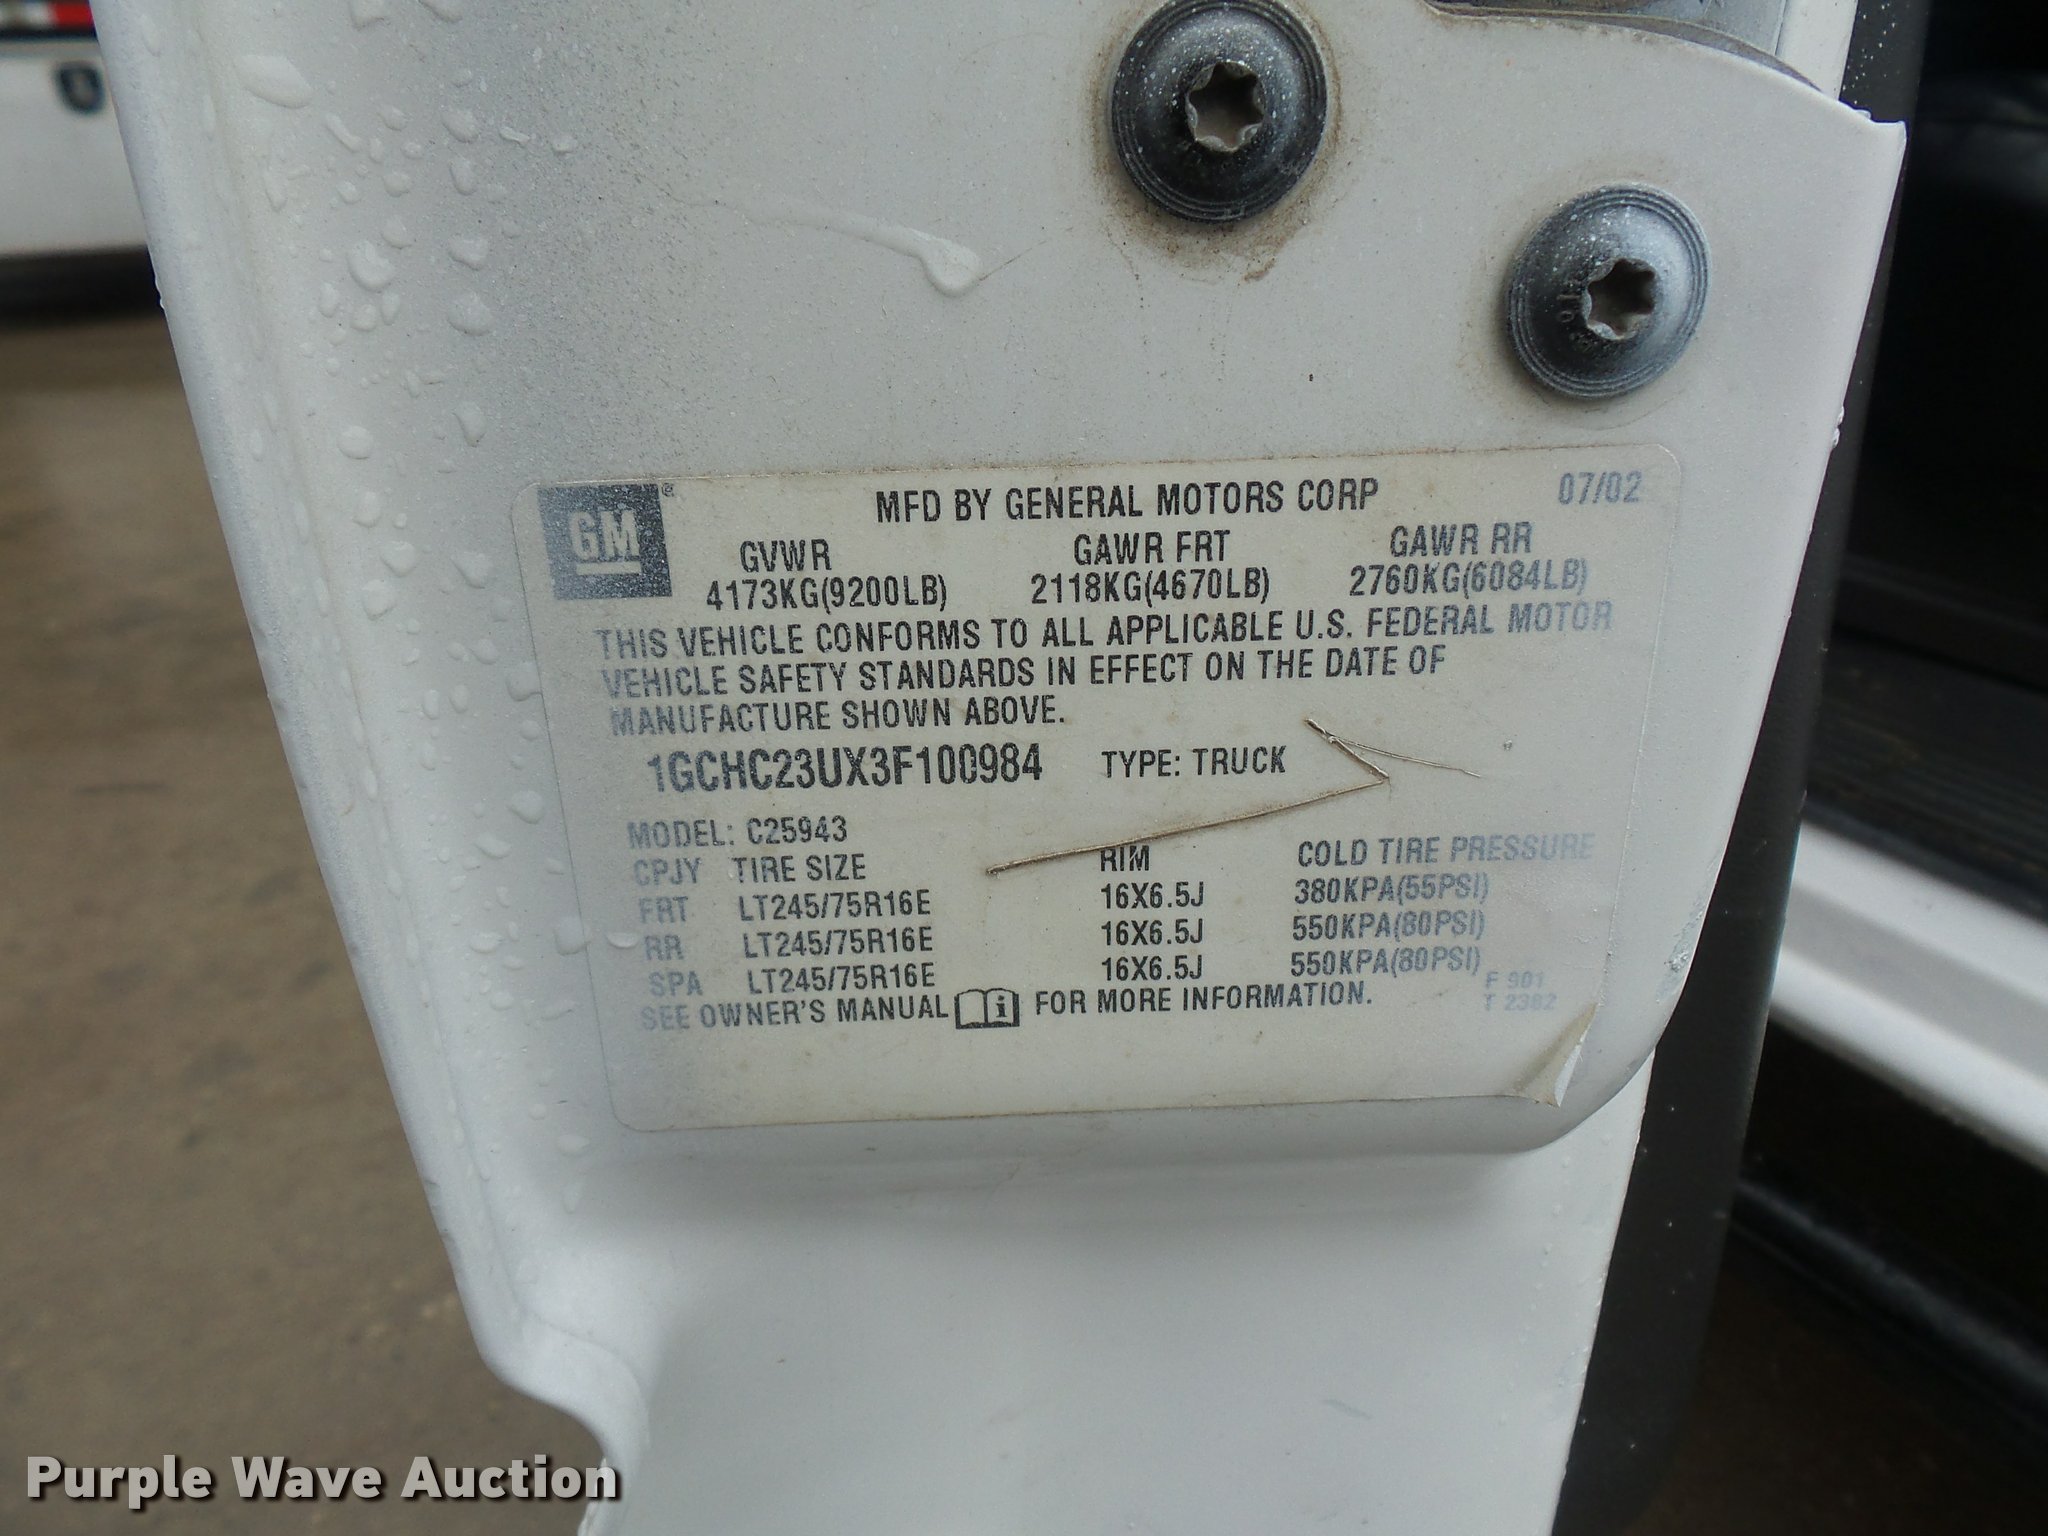 GM
MFD BY GENERAL MOTORS CORP 07/02
GVWR GAWR FRT GAWR RR
4173KG(9200LB) 2118KG(4670LB) 2760KG(6084LB)
THIS VEHICLE CONFORMS TO ALL APPLICABLE U.S. FEDERAL MOTOR
VEHICLE SAFETY STANDARDS IN EFFECT ON THE DATE OF
MANUFACTURE SHOWN ABOVE.
1GCHC23UX3F100984 TYPE: TRUCK
MODEL: C25943
CPJY TIRE SIZE RIM COLD TIRE PRESSURE
FRT LT245/75R16E 16X6.5J 380KPA(55PSI)
RR LT245/75R16E 16X6.5J 550KPA(80PSI)
SPA LT245/75R16E 16X6.5J 550KPA(80PSI)
F 901
SEE OWNER'S MANUAL FOR MORE INFORMATION. T 2382
Purple Wave Auction